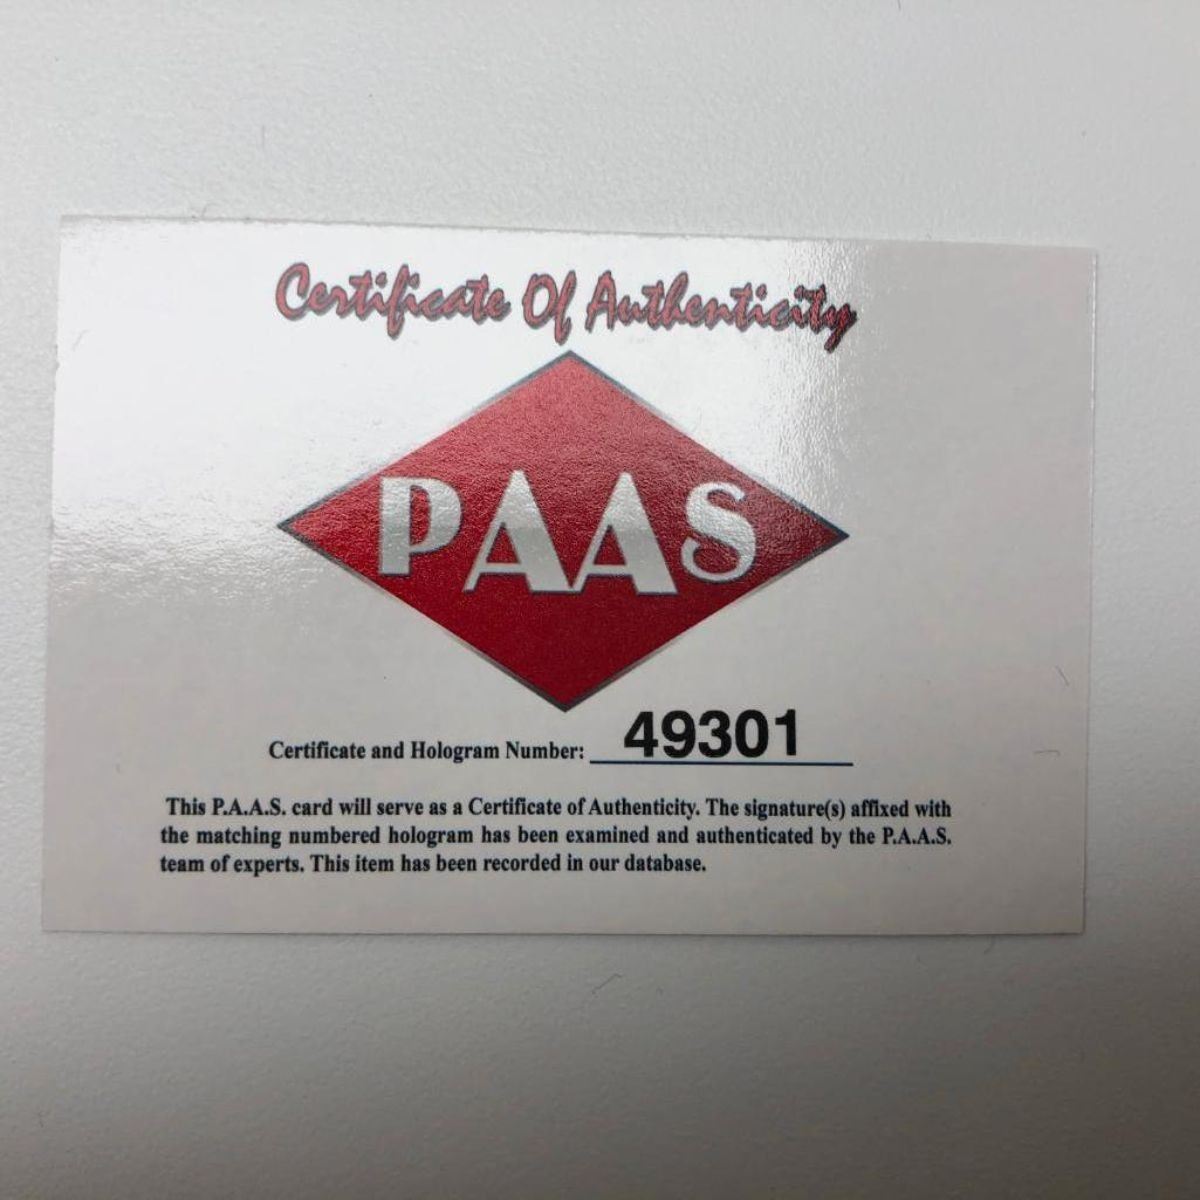 Certificate Of Authenticity
PAAS
Certificate and Hologram Number: 49301
This P.A.A.S. card will serve as a Certificate of Authenticity. The signature(s) affixed with
the matching numbered hologram has been examined and authenticated by the P.A.A.S.
team of experts. This item has been recorded in our database.